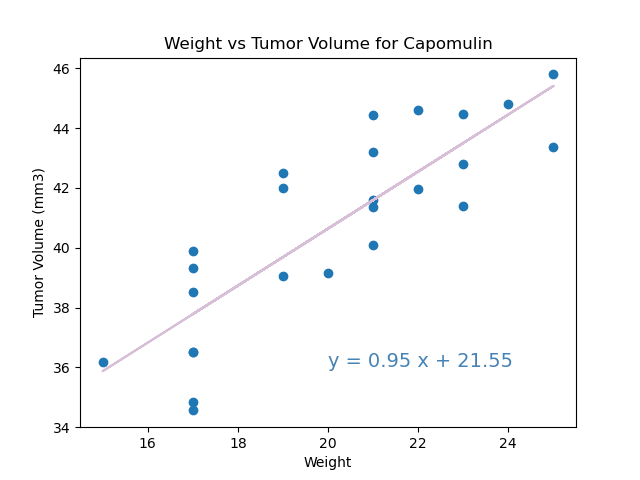 Weight vs Tumor Volume for Capomulin
46
44
42
40
38
36
34
Tumor Volume (mm3)
y = 0.95 x + 21.55
16 18 20 22 24
Weight